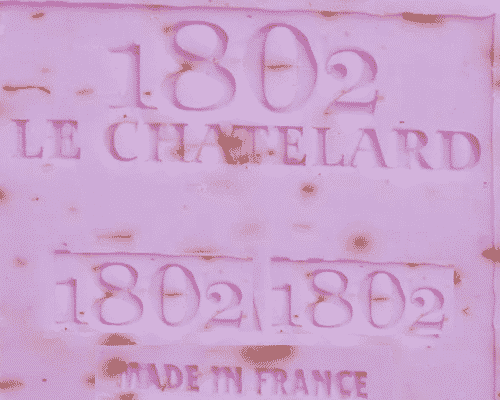 1802
LE CHATELARD
1802 1802
MADE IN FRANCE